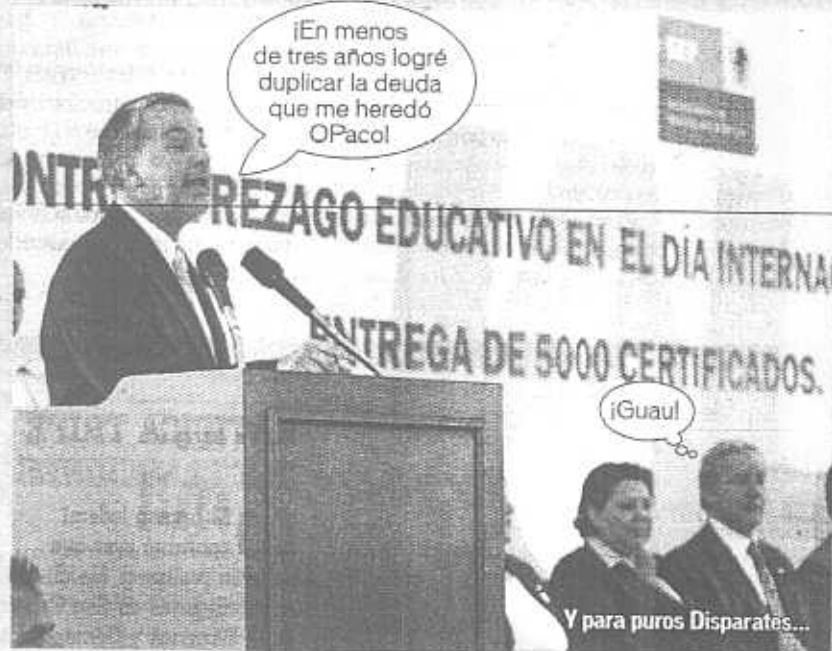 ¡En menos
de tres años logré
duplicar la deuda
que me heredó
OPaco!
REZAGO EDUCATIVO EN EL DÍA INTERNA
ENTREGA DE 5000 CERTIFICADOS.
¡Guau!
Y para puros Disparates...